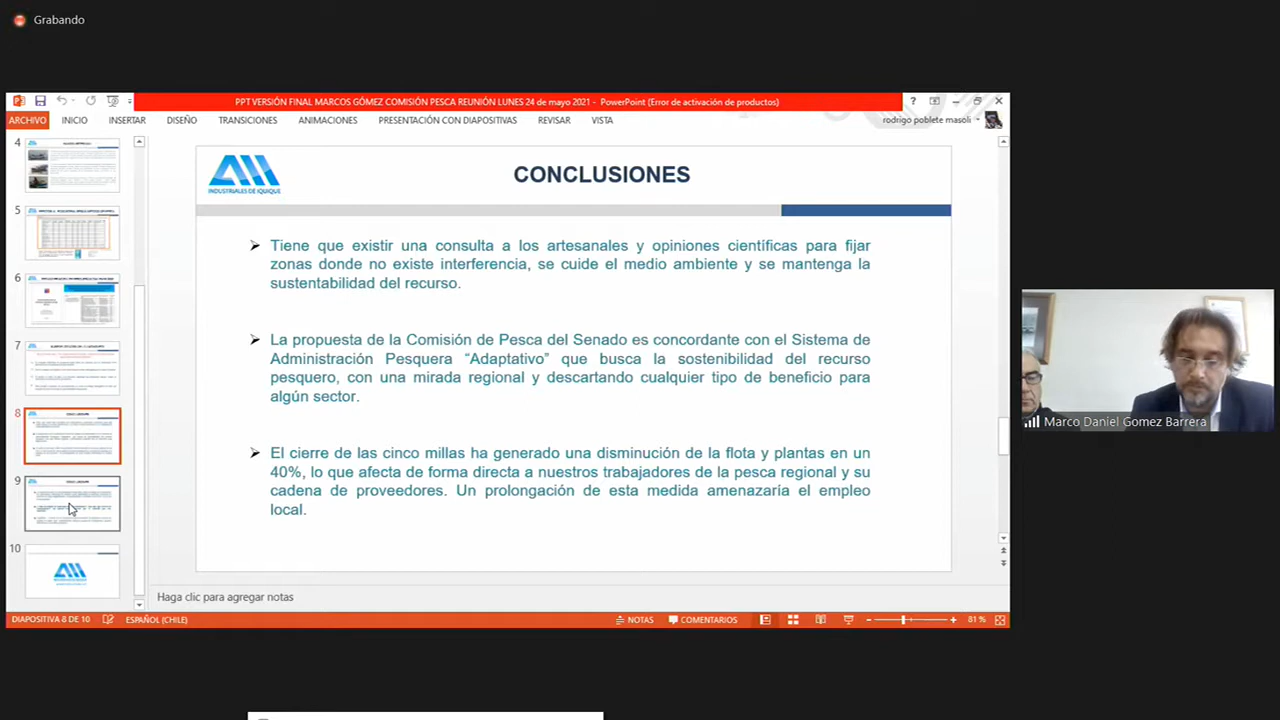 Grabando
PPT VERSIÓN FINAL MARCOS GÓMEZ COMISIÓN PESCA REUNIÓN LUNES 24 de mayo 2021 - PowerPoint (Error de activación de productos)
ARCHIVO INICIO INSERTAR DISEÑO TRANSICIONES ANIMACIONES PRESENTACIÓN CON DIAPOSITIVAS REVISAR VISTA
rodrigo poblete masoli
4
5
6
7
8
9
10
INDUSTRIALES DE IQUIQUE
CONCLUSIONES
Tiene que existir una consulta a los artesanales y opiniones científicas para fijar
zonas donde no existe interferencia, se cuide el medio ambiente y se mantenga la
sustentabilidad del recurso.
La propuesta de la Comisión de Pesca del Senado es concordante con el Sistema de
Administración Pesquera “Adaptativo” que busca la sostenibilidad del recurso
pesquero, con una mirada regional y descartando cualquier tipo de beneficio para
algún sector.
El cierre de las cinco millas ha generado una disminución de la flota y plantas en un
40%, lo que afecta de forma directa a nuestros trabajadores de la pesca regional y su
cadena de proveedores. Un prolongación de esta medida amenazaría el empleo
local.
Marco Daniel Gomez Barrera
Haga clic para agregar notas
DIAPOSITIVA 8 DE 10 ESPAÑOL (CHILE) NOTAS COMENTARIOS 81 %